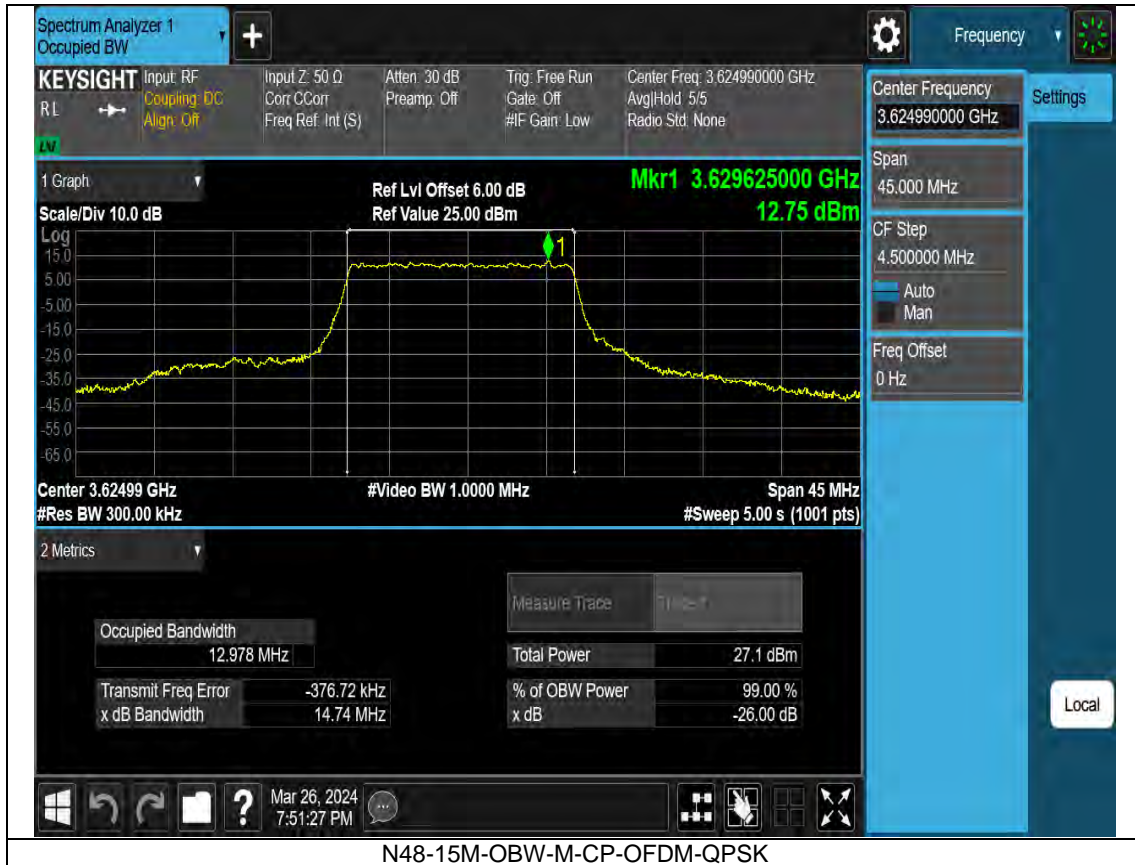 Spectrum Analyzer 1
Occupied BW
Frequency
KEYSIGHT
RL
LXI
Input: RF
Coupling: DC
Align: Off
Input Z: 50 Ω
Corr CCorr
Freq Ref: Int (S)
Atten: 30 dB
Preamp: Off
Trig: Free Run
Gate: Off
#IF Gain: Low
Center Freq: 3.624990000 GHz
Avg|Hold: 5/5
Radio Std: None
Center Frequency
3.624990000 GHz
Settings
Span
45.000 MHz
CF Step
4.500000 MHz
Auto
Man
Freq Offset
0 Hz
Local
1 Graph
Scale/Div 10.0 dB
Ref Lvl Offset 6.00 dB
Ref Value 25.00 dBm
Mkr1 3.629625000 GHz
12.75 dBm
Log
15.0
5.00
-5.00
-15.0
-25.0
-35.0
-45.0
-55.0
-65.0
1
Center 3.62499 GHz
#Video BW 1.0000 MHz
Span 45 MHz
#Res BW 300.00 kHz
#Sweep 5.00 s (1001 pts)
2 Metrics
Measure Trace
Occupied Bandwidth
12.978 MHz
Total Power 27.1 dBm
Transmit Freq Error -376.72 kHz
% of OBW Power 99.00 %
x dB Bandwidth 14.74 MHz
x dB -26.00 dB
?
Mar 26, 2024
7:51:27 PM
N48-15M-OBW-M-CP-OFDM-QPSK